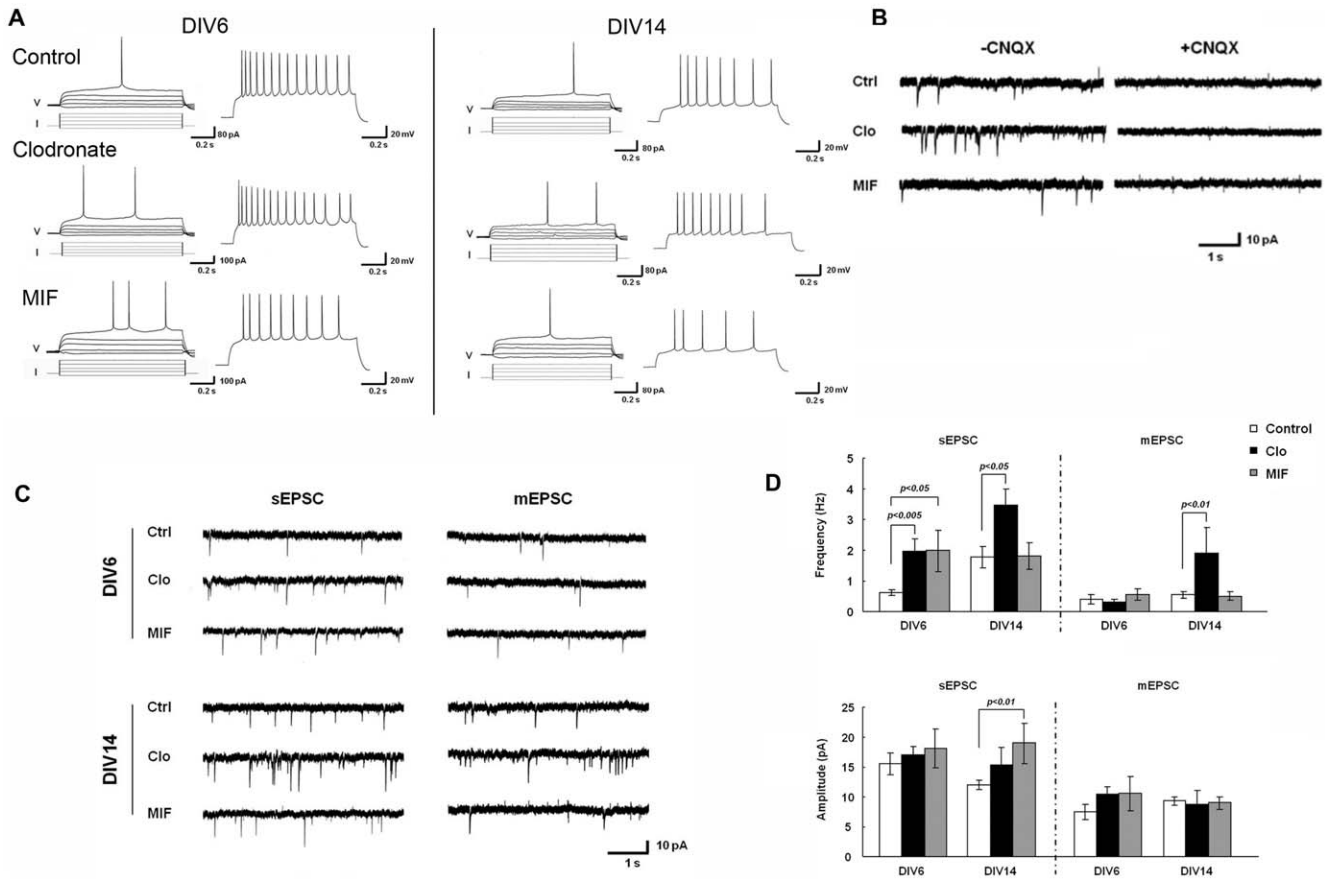 A
DIV6
DIV14
Control
V
I
80 pA
0.2 s
20 mV
0.2 s
V
I
80 pA
0.2 s
20 mV
0.2 s
Clodronate
V
I
100 pA
0.2 s
20 mV
0.2 s
V
I
80 pA
0.2 s
20 mV
0.2 s
MIF
V
I
100 pA
0.2 s
20 mV
0.2 s
V
I
80 pA
0.2 s
20 mV
0.2 s
B
-CNQX +CNQX
Ctrl
Clo
MIF
10 pA
1 s
C
sEPSC mEPSC
DIV6
Ctrl
Clo
MIF
DIV14
Ctrl
Clo
MIF
10 pA
1 s
D
Control
Clo
MIF
sEPSC mEPSC
Frequency (Hz)
5
4
3
2
1
0
p<0.05
p<0.005
p<0.05
p<0.01
DIV6 DIV14 DIV6 DIV14
sEPSC mEPSC
Amplitude (pA)
25
20
15
10
5
0
p<0.01
DIV6 DIV14 DIV6 DIV14